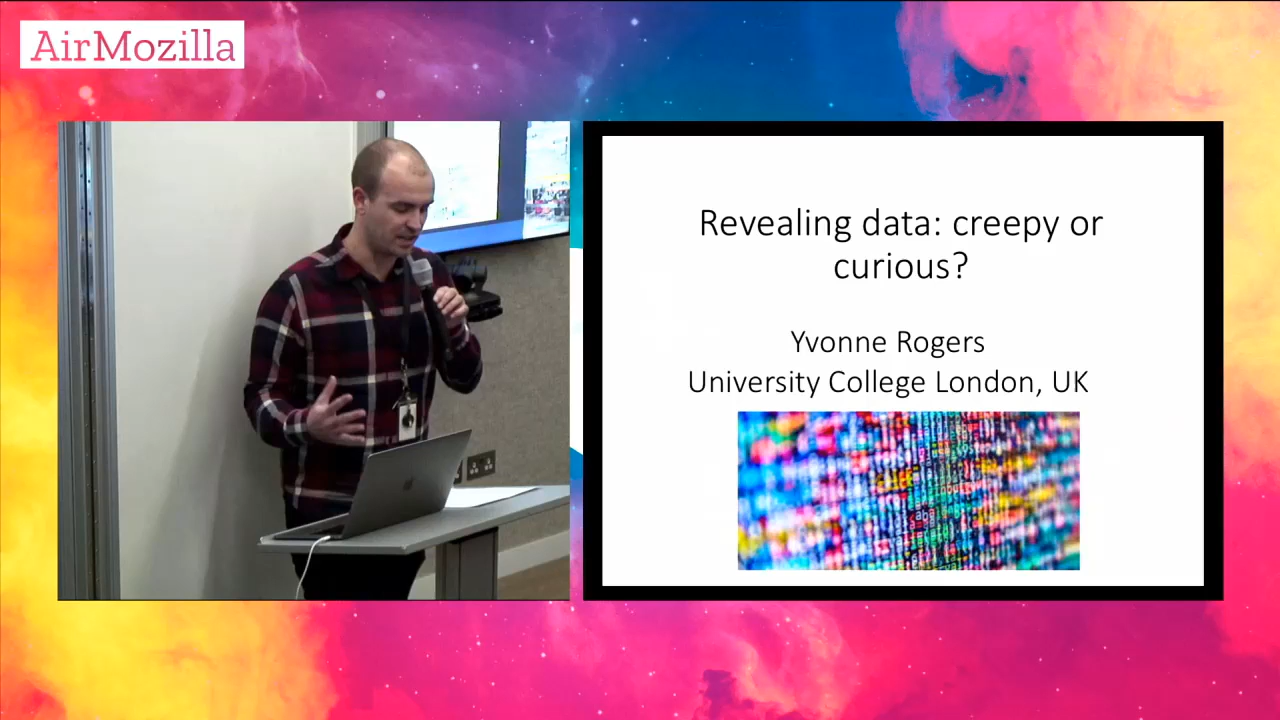 AirMozilla
Revealing data: creepy or
curious?
Yvonne Rogers
University College London, UK